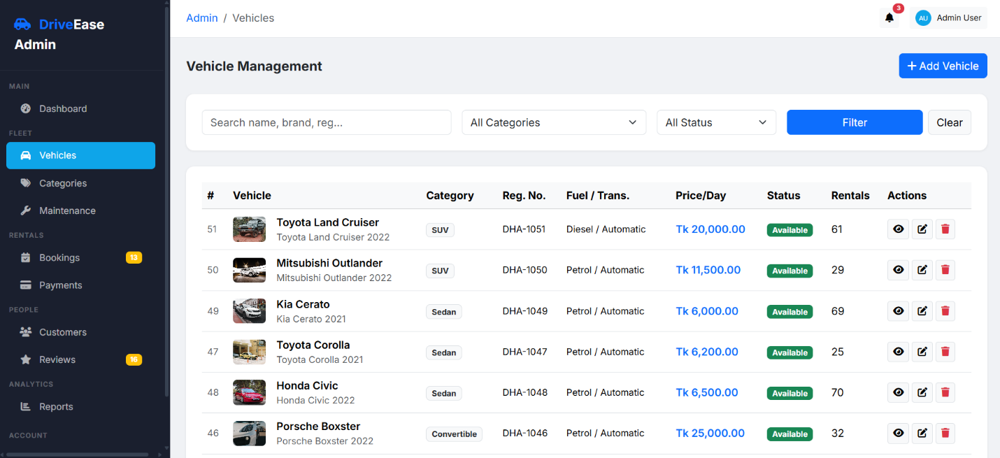 DriveEase
Admin
MAIN
Dashboard
FLEET
Vehicles
Categories
Maintenance
RENTALS
Bookings 13
Payments
PEOPLE
Customers
Reviews 16
ANALYTICS
Reports
ACCOUNT
Admin / Vehicles
3
AU Admin User
Vehicle Management
+ Add Vehicle
Search name, brand, reg...
All Categories
All Status
Filter
Clear
# Vehicle Category Reg. No. Fuel / Trans. Price/Day Status Rentals Actions
51 Toyota Land Cruiser SUV DHA-1051 Diesel / Automatic Tk 20,000.00 Available 61
Toyota Land Cruiser 2022
50 Mitsubishi Outlander SUV DHA-1050 Petrol / Automatic Tk 11,500.00 Available 29
Mitsubishi Outlander 2022
49 Kia Cerato Sedan DHA-1049 Petrol / Automatic Tk 6,000.00 Available 69
Kia Cerato 2021
47 Toyota Corolla Sedan DHA-1047 Petrol / Automatic Tk 6,200.00 Available 25
Toyota Corolla 2021
48 Honda Civic Sedan DHA-1048 Petrol / Automatic Tk 6,500.00 Available 70
Honda Civic 2022
46 Porsche Boxster Convertible DHA-1046 Petrol / Automatic Tk 25,000.00 Available 32
Porsche Boxster 2022